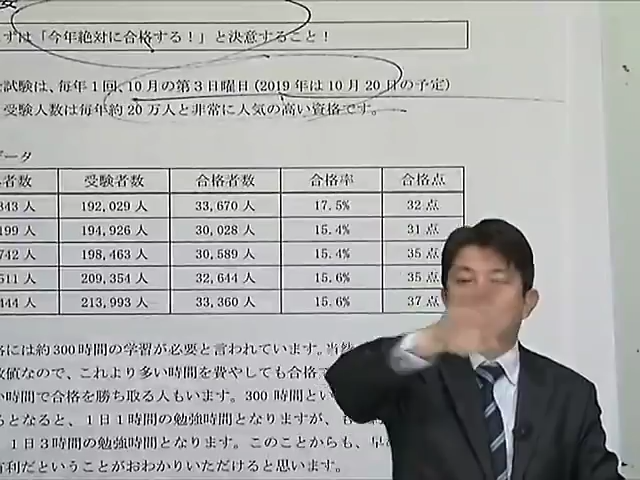 ずは「今年絶対に合格する！」と決意すること！
試験は、毎年1回、10月の第3日曜日（2019年は10月20日の予定）
受験人数は毎年約20万人と非常に人気の高い資格です。
データ
者数 受験者数 合格者数 合格率 合格点
343人 192,029人 33,670人 17.5% 32点
199人 194,926人 30,028人 15.4% 31点
742人 198,463人 30,589人 15.4% 35点
511人 209,354人 32,644人 15.6% 35点
444人 213,993人 33,360人 15.6% 37点
格には約300時間の学習が必要と言われています。当然
数値なので、これより多い時間を費やしても合格
い時間で合格を勝ち取る人もいます。300時間とい
るとなると、1日1時間の勉強時間となりますが、
1日3時間の勉強時間となります。このことからも、早
有利だということがおわかりいただけると思います。